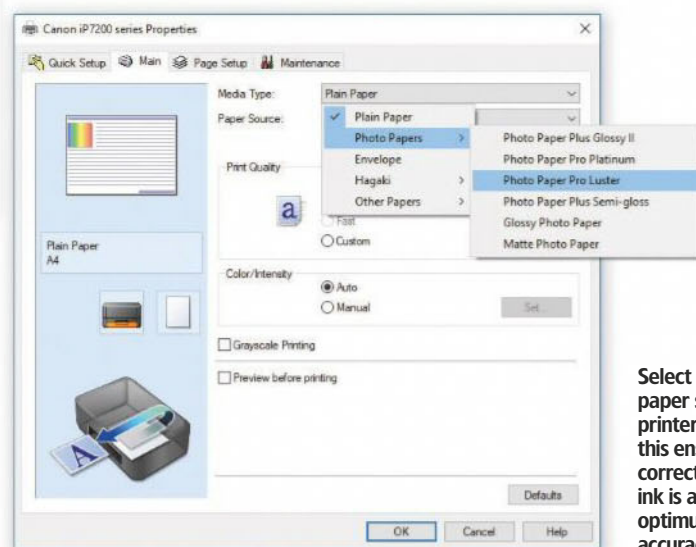 Canon iP7200 series Properties
Quick Setup Main Page Setup Maintenance
Media Type: Plain Paper
Paper Source:
Plain Paper
Photo Papers
Envelope
Hagaki
Other Papers
Photo Paper Plus Glossy II
Photo Paper Pro Platinum
Photo Paper Pro Luster
Photo Paper Plus Semi-gloss
Glossy Photo Paper
Matte Photo Paper
Print Quality
a
Fast
Custom
Plain Paper
A4
Color/Intensity
Auto
Manual
Set...
Grayscale Printing
Preview before printing
A
Defaults
OK Cancel Help
Select
paper
printer
this
correct
ink is